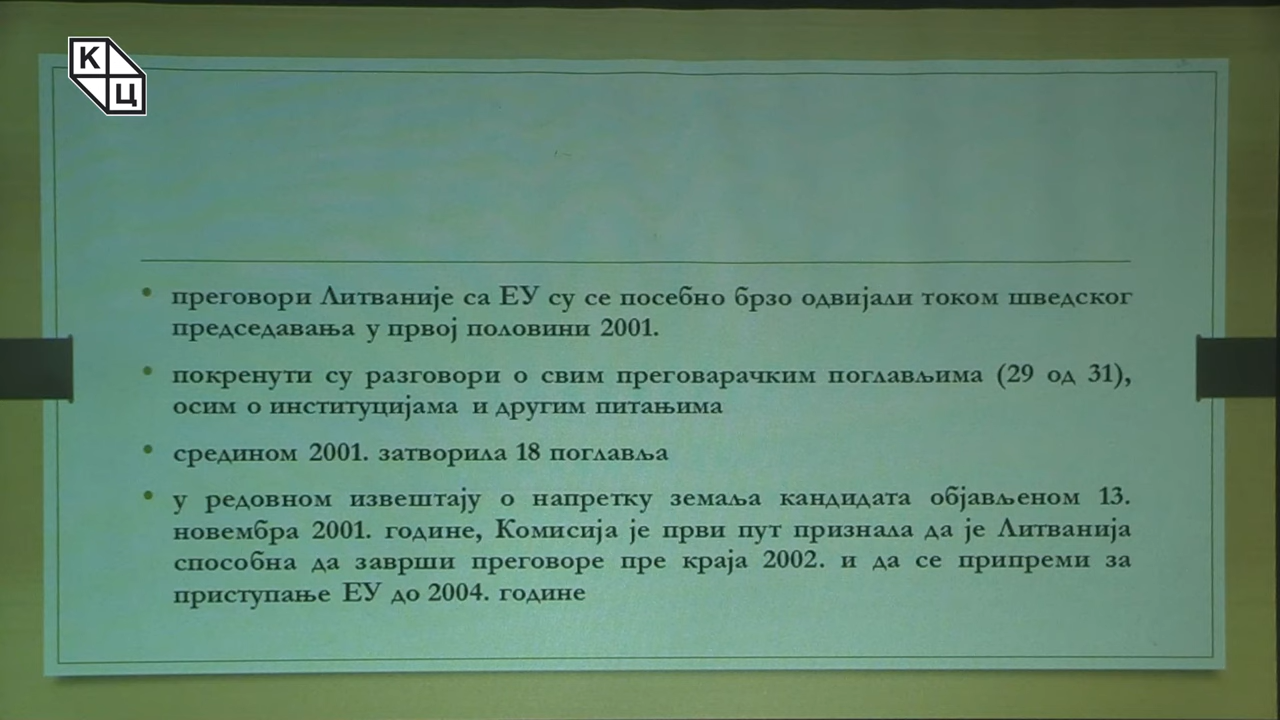 К
Ц
• преговори Литваније са ЕУ су се посебно брзо одвијали током шведског
председавања у првој половини 2001.
• покренути су разговори о свим преговарачким поглављима (29 од 31),
осим о институцијама и другим питањима
• средином 2001. затворила 18 поглавља
• у редовном извештају о напретку земаља кандидата објављеном 13.
новембра 2001. године, Комисија је први пут признала да је Литванија
способна да заврши преговоре пре краја 2002. и да се припреми за
приступање ЕУ до 2004. године